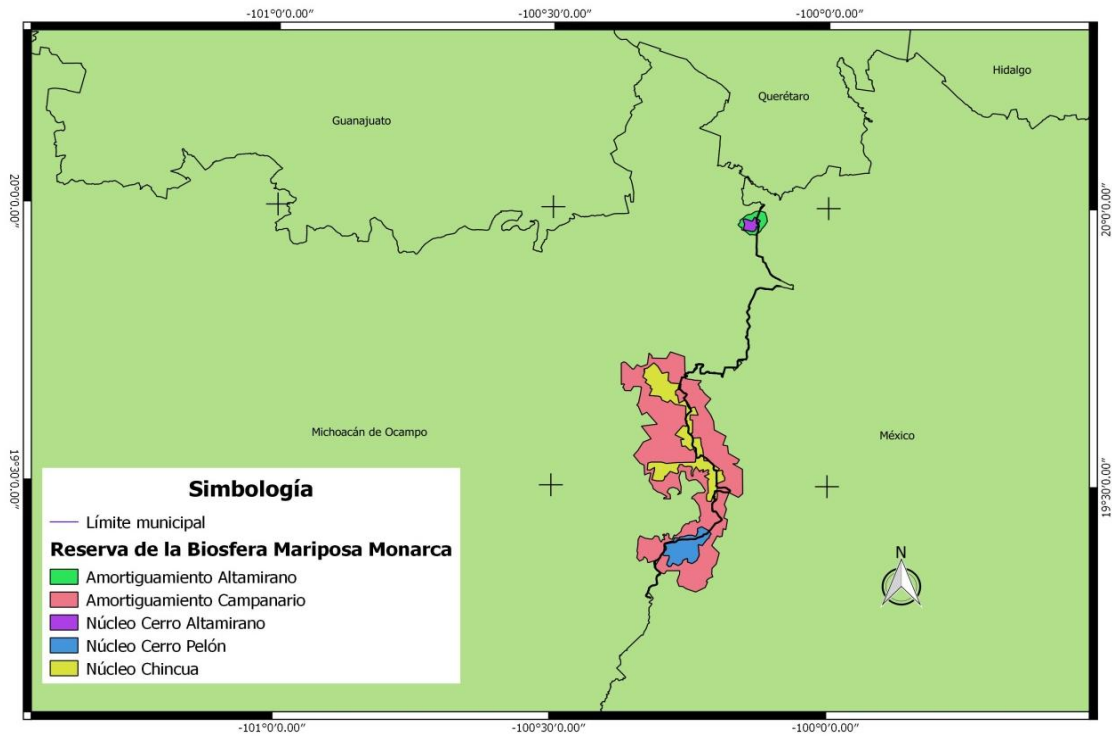 -101°0'0.00''
-100°30'0.00''
-100°0'0.00''
Hidalgo
Querétaro
Guanajuato
20°0'0.00''
20°0'0.00''
Michoacán de Ocampo
México
19°30'0.00''
19°30'0.00''
Simbología
Límite municipal
Reserva de la Biosfera Mariposa Monarca
Amortiguamiento Altamirano
Amortiguamiento Campanario
Núcleo Cerro Altamirano
Núcleo Cerro Pelón
Núcleo Chincua
N
-101°0'0.00''
-100°30'0.00''
-100°0'0.00''